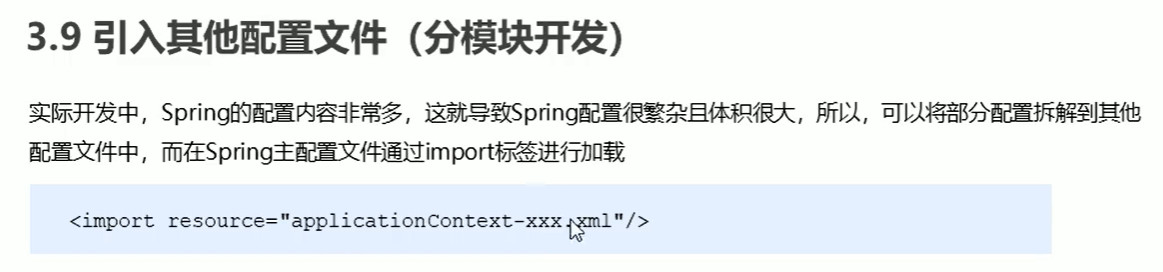 3.9 引入其他配置文件（分模块开发）
实际开发中，Spring的配置内容非常多，这就导致Spring配置很繁杂且体积很大，所以，可以将部分配置拆解到其他
配置文件中，而在Spring主配置文件通过import标签进行加载
<import resource="applicationContext-xxx.xml"/>